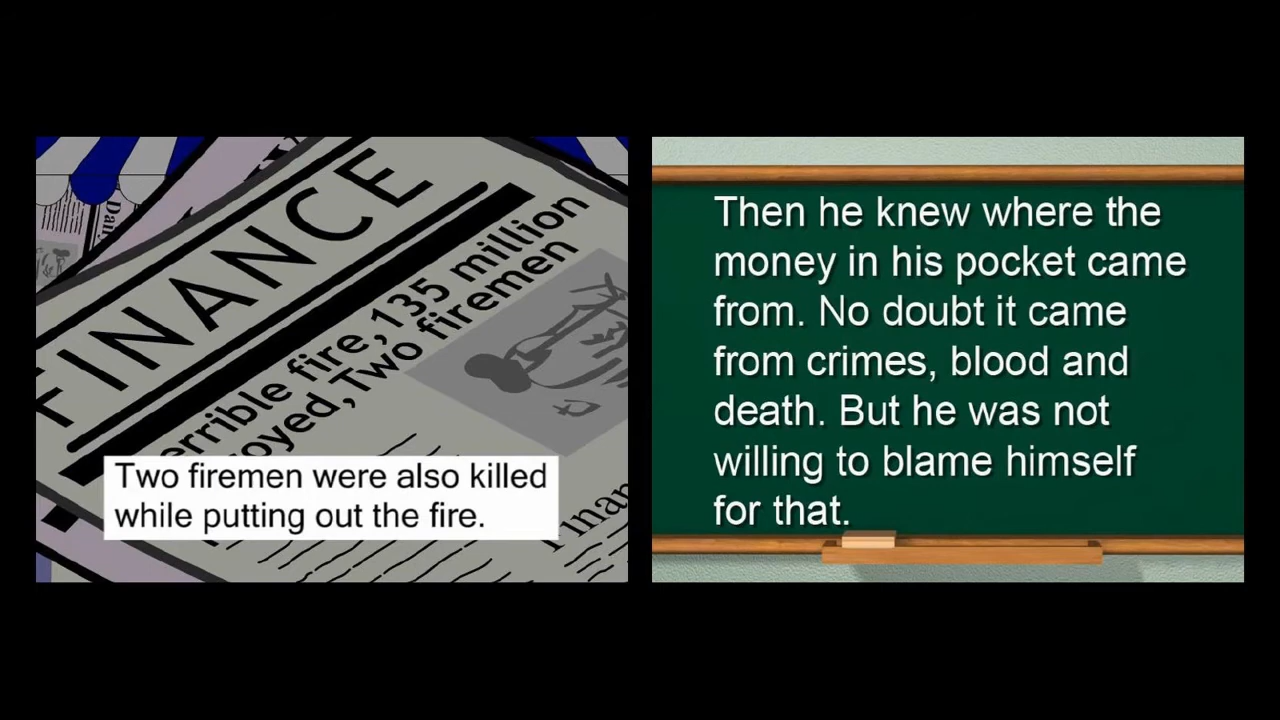 FINANCE
errible fire, 135 million
royed, Two firemen
Two firemen were also killed
while putting out the fire.
Then he knew where the
money in his pocket came
from. No doubt it came
from crimes, blood and
death. But he was not
willing to blame himself
for that.